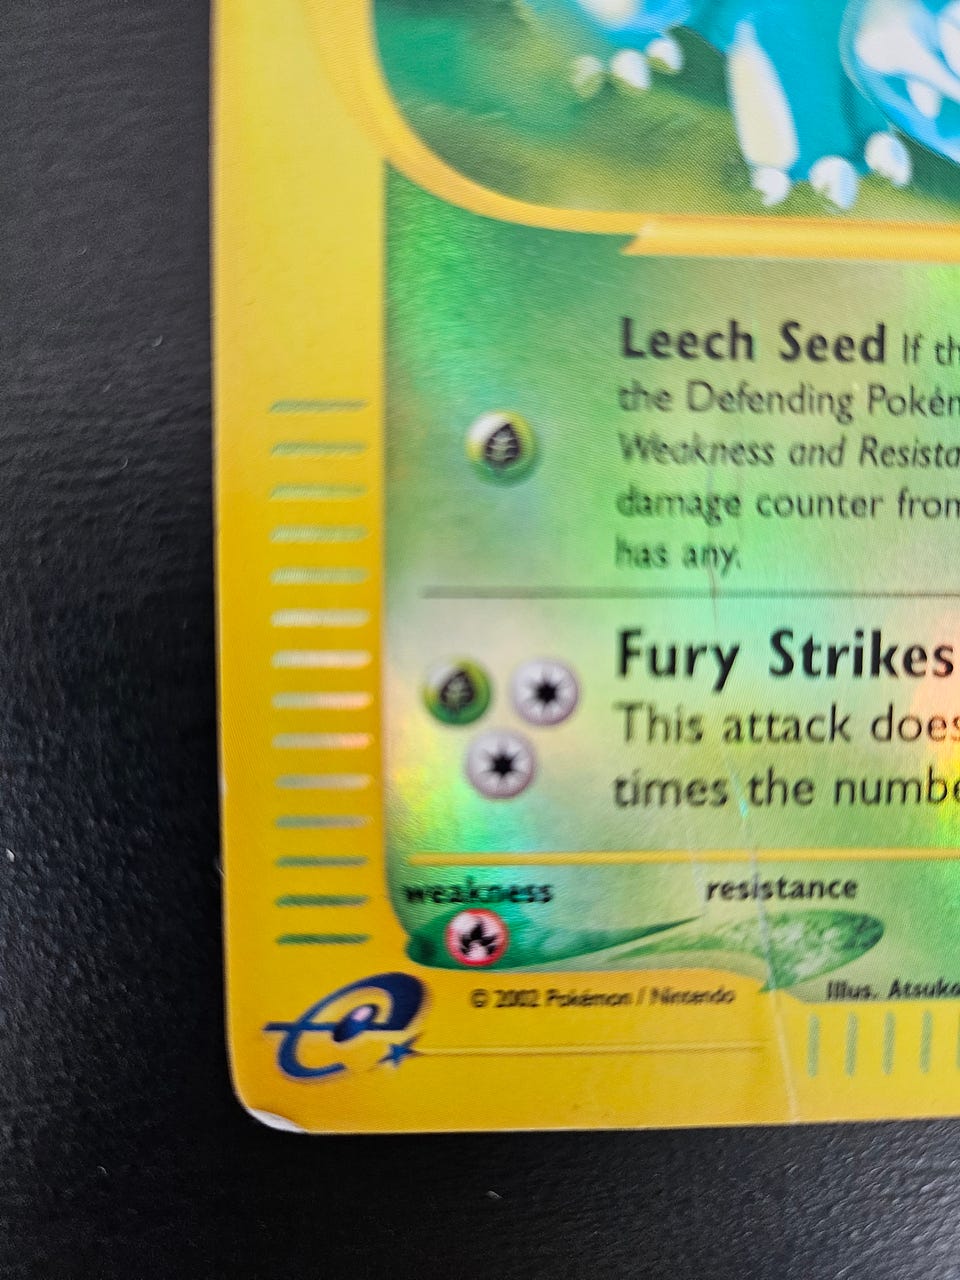 Leech Seed If th
the Defending Pokém
Weakness and Resista
damage counter from
has any.
Fury Strikes
This attack does
times the numbe
weakness
resistance
© 2002 Pokémon / Nintendo
Illus. Atsuko
e